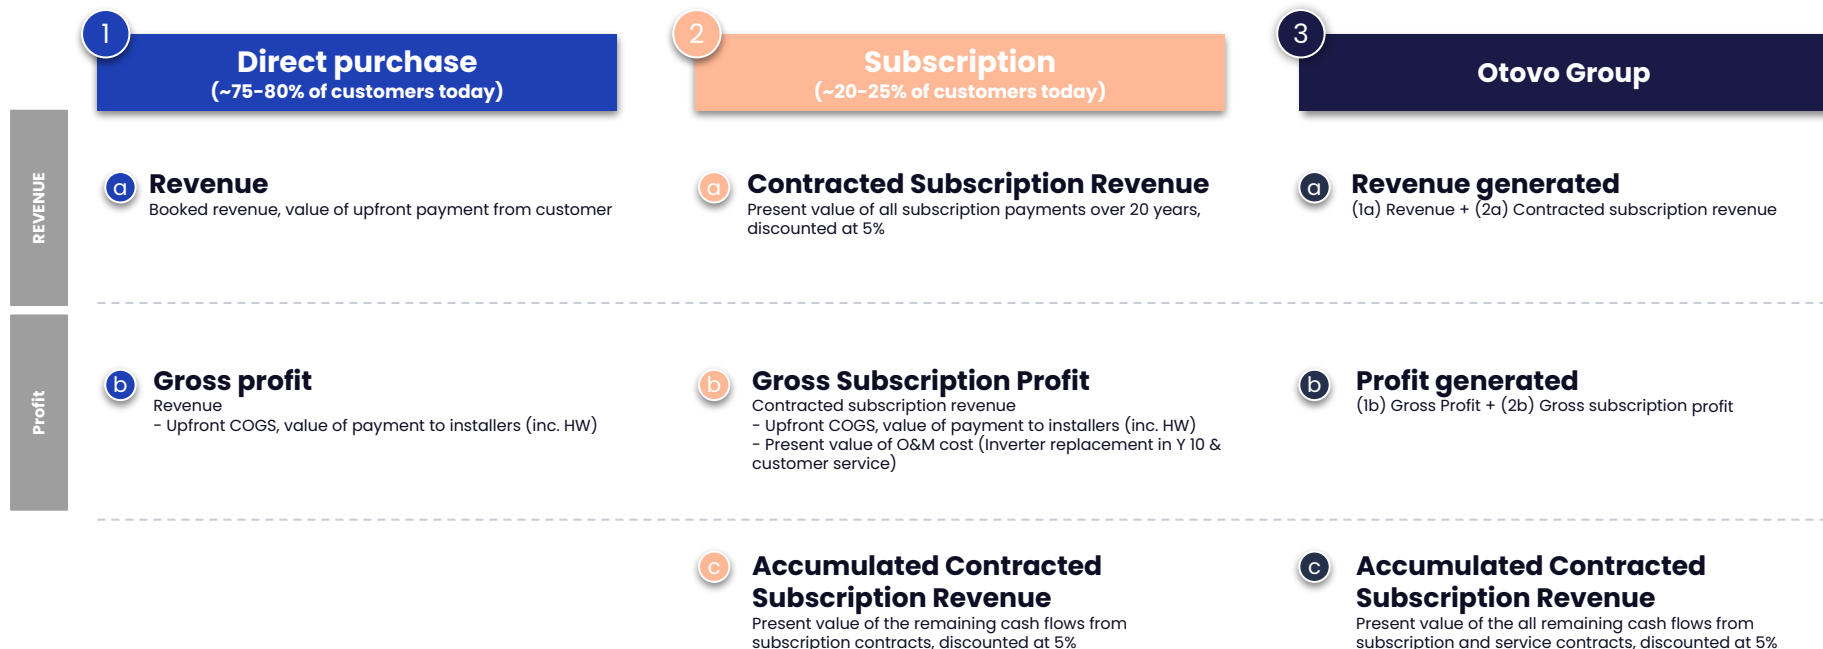 1
Direct purchase
(~75-80% of customers today)
2
Subscription
(~20-25% of customers today)
3
Otovo Group
REVENUE
a
Revenue
Booked revenue, value of upfront payment from customer
a
Contracted Subscription Revenue
Present value of all subscription payments over 20 years,
discounted at 5%
a
Revenue generated
(1a) Revenue + (2a) Contracted subscription revenue
Profit
b
Gross profit
Revenue
- Upfront COGS, value of payment to installers (inc. HW)
b
Gross Subscription Profit
Contracted subscription revenue
- Upfront COGS, value of payment to installers (inc. HW)
- Present value of O&M cost (Inverter replacement in Y 10 &
customer service)
b
Profit generated
(1b) Gross Profit + (2b) Gross subscription profit
c
Accumulated Contracted
Subscription Revenue
Present value of the remaining cash flows from
subscription contracts, discounted at 5%
c
Accumulated Contracted
Subscription Revenue
Present value of the all remaining cash flows from
subscription and service contracts, discounted at 5%